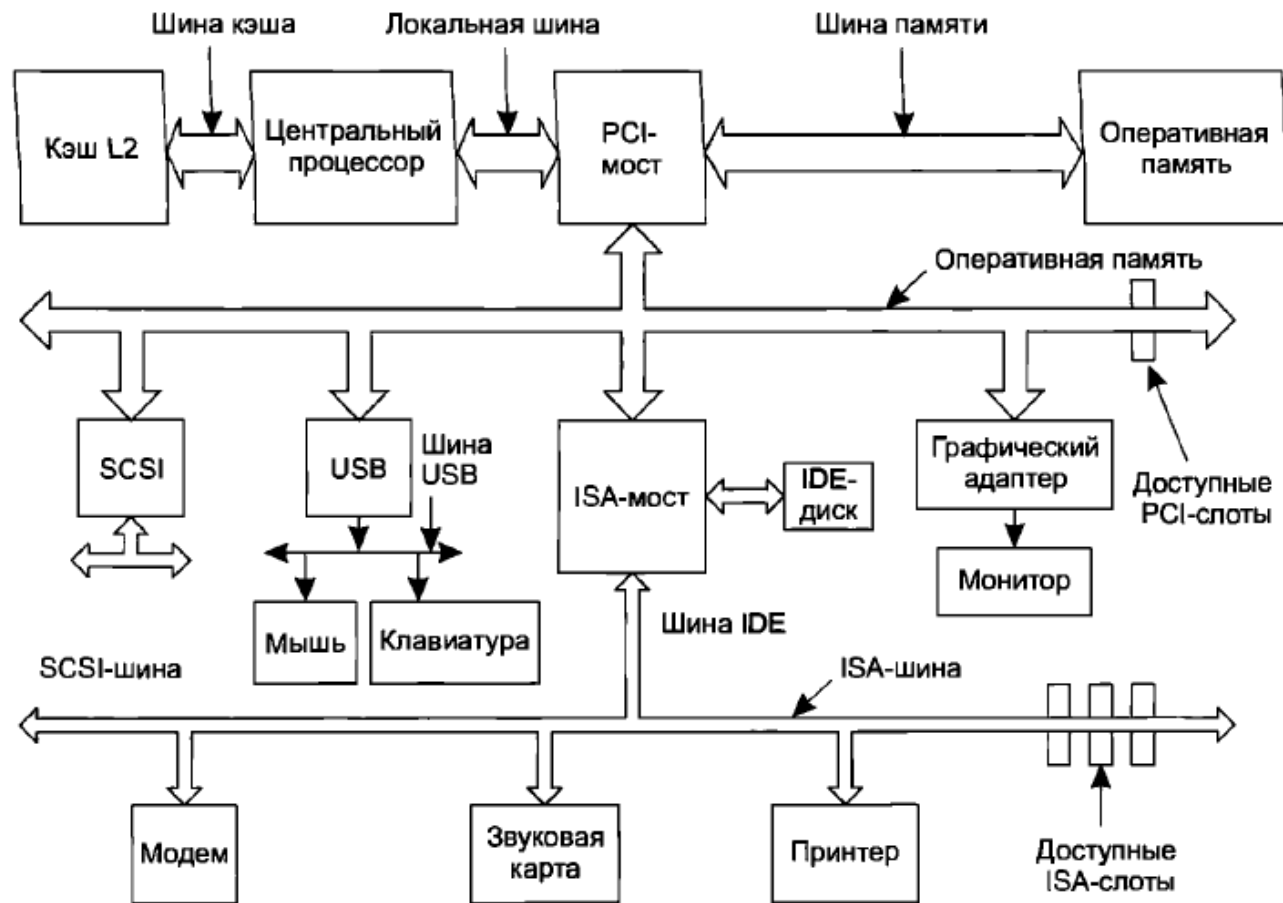 Шина кэша
Локальная шина
Шина памяти
Кэш L2
Центральный
процессор
PCI-
мост
Оперативная
память
Оперативная память
SCSI
USB
Шина
USB
ISA-мост
IDE-
диск
Графический
адаптер
Доступные
PCI-слоты
Монитор
Мышь
Клавиатура
Шина IDE
SCSI-шина
ISA-шина
Модем
Звуковая
карта
Принтер
Доступные
ISA-слоты